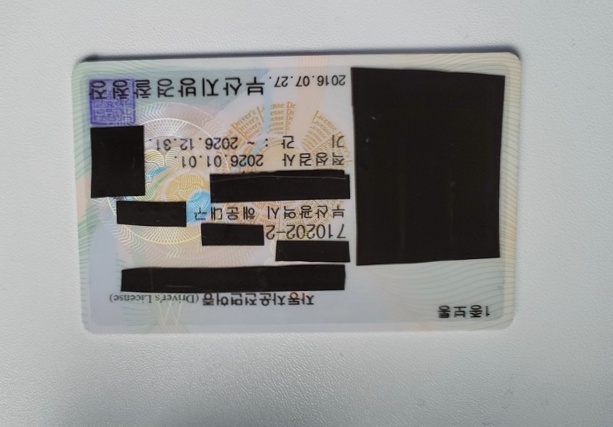 1종보통
자동차운전면허증 (Driver's License)
710202-2
부산광역시 해운대구
적성검사 2026.01.01.
기 간 : ~ 2026.12.31.
2016.07.27.
부산지방경찰청장